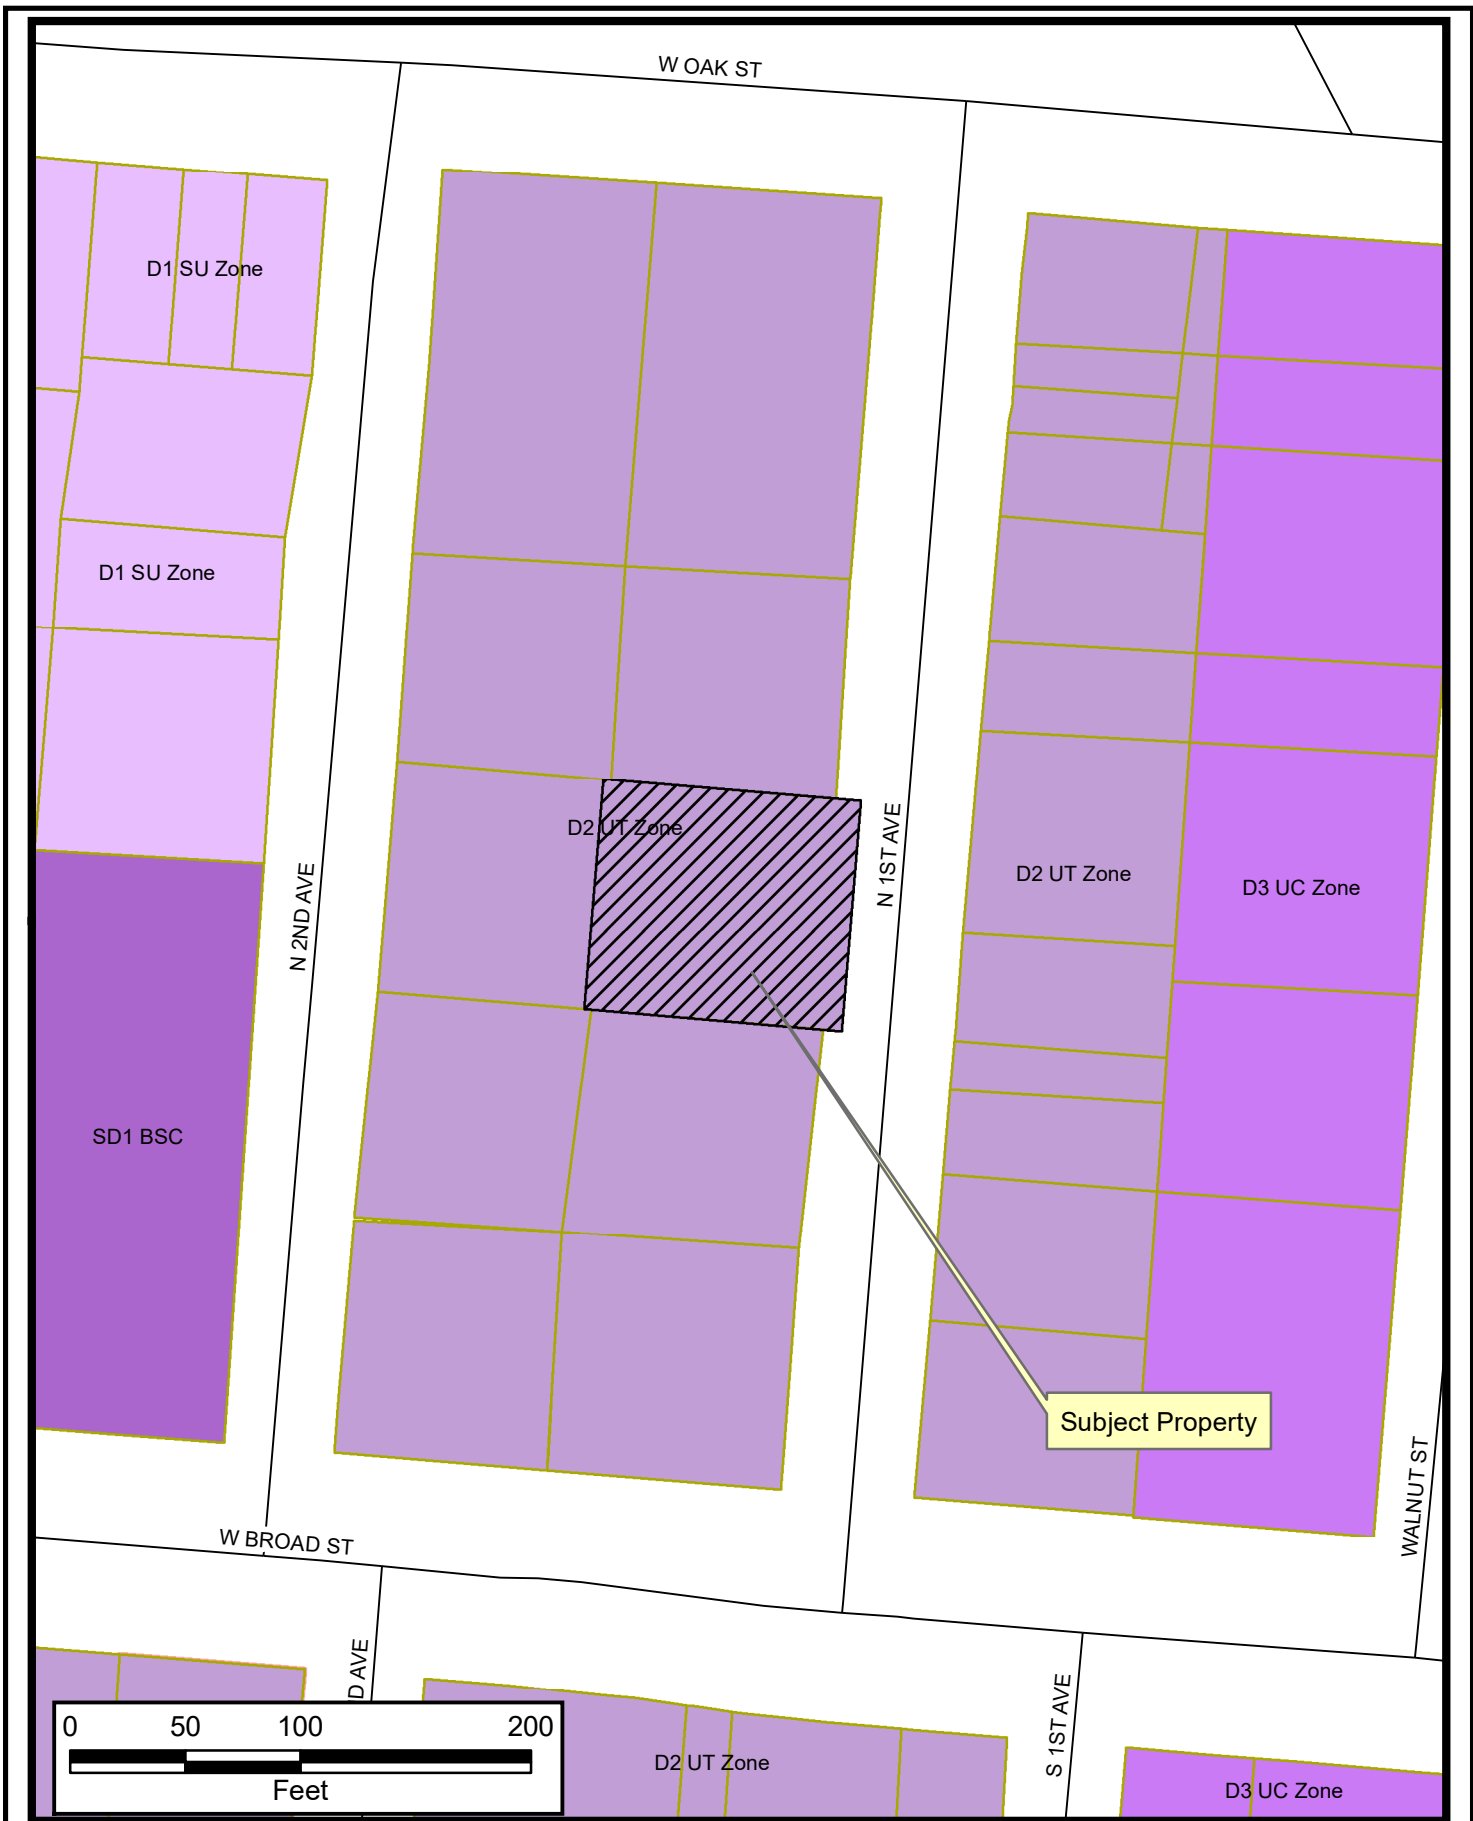 W OAK ST
D1 SU Zone
D1 SU Zone
D2 UT Zone
N 1ST AVE
N 2ND AVE
D2 UT Zone
D3 UC Zone
SD1 BSC
Subject Property
WALNUT ST
W BROAD ST
D AVE
S 1ST AVE
0 50 100 200
Feet
D2 UT Zone
D3 UC Zone